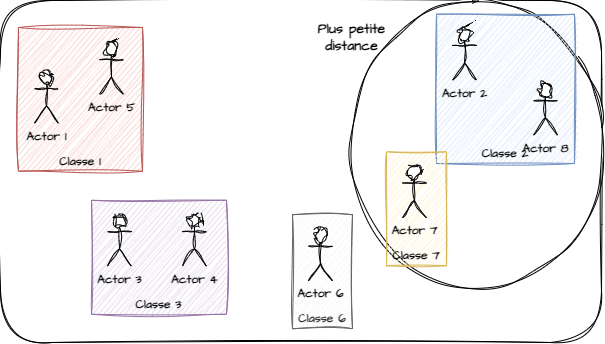 Plus petite
distance
Actor 1
Actor 5
Classe 1
Actor 2
Actor 8
Classe 2
Actor 7
Classe 7
Actor 3
Actor 4
Classe 3
Actor 6
Classe 6